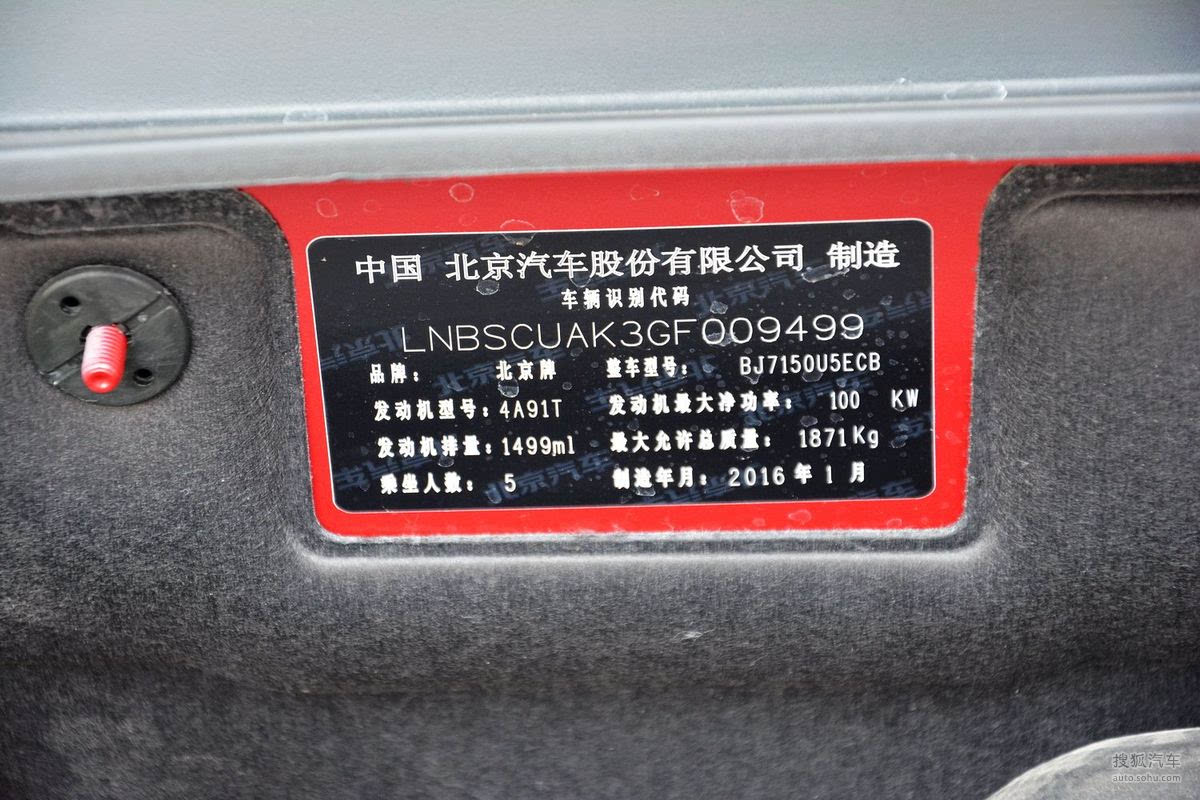 中国 北京汽车股份有限公司 制造
车辆识别代码
LNBSCUAK3GF009499
品牌： 北京牌 整车型号： BJ7150U5ECB
发动机型号：4A91T 发动机最大净功率： 100 KW
发动机排量：1499ml 最大允许总质量： 1871Kg
乘坐人数： 5 制造年月： 2016 年 1 月
搜狐汽车
auto.sohu.com